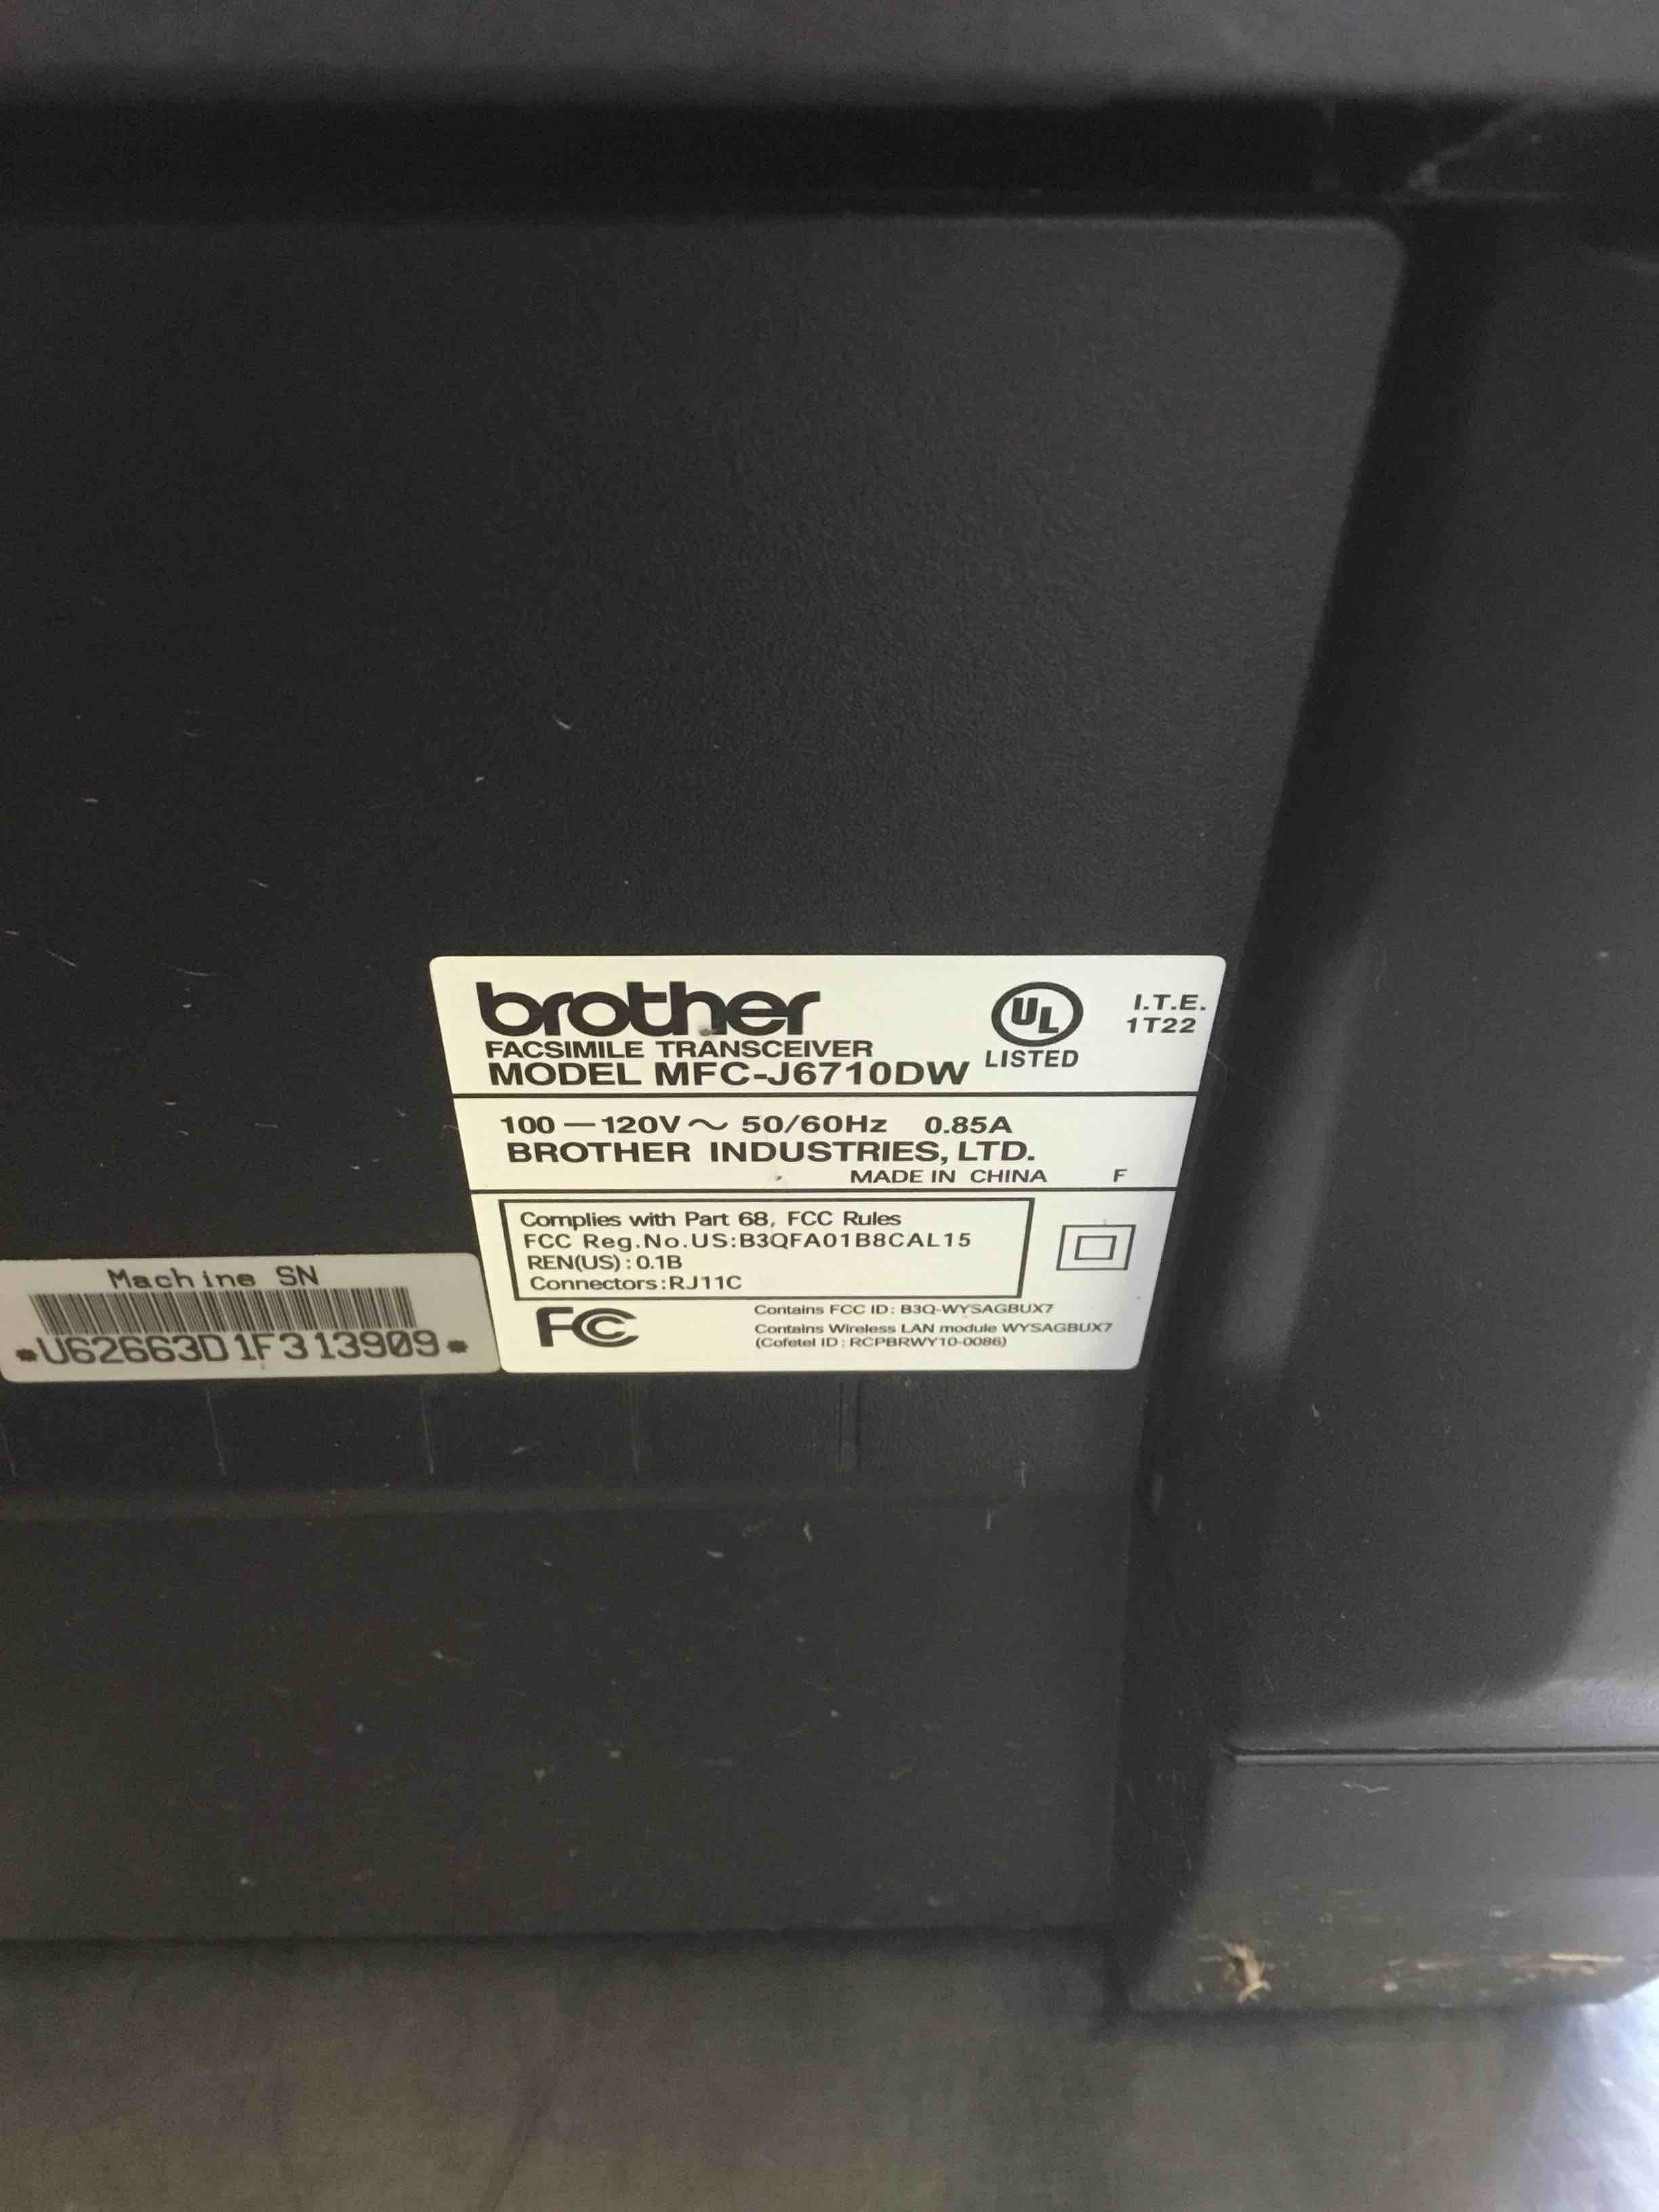 brother
FACSIMILE TRANSCEIVER
MODEL MFC-J6710DW
UL
LISTED
I.T.E.
1T22
100 — 120V ~ 50/60Hz 0.85A
BROTHER INDUSTRIES, LTD.
MADE IN CHINA F
Complies with Part 68, FCC Rules
FCC Reg.No.US:B3QFA01B8CAL15
REN(US) : 0.1B
Connectors:RJ11C
FC
Contains FCC ID: B3Q-WYSAGBUX7
Contains Wireless LAN module WYSAGBUX7
(Cofetel ID : RCPBRWY10-0086)
Machine SN
*U62663D1F313909*